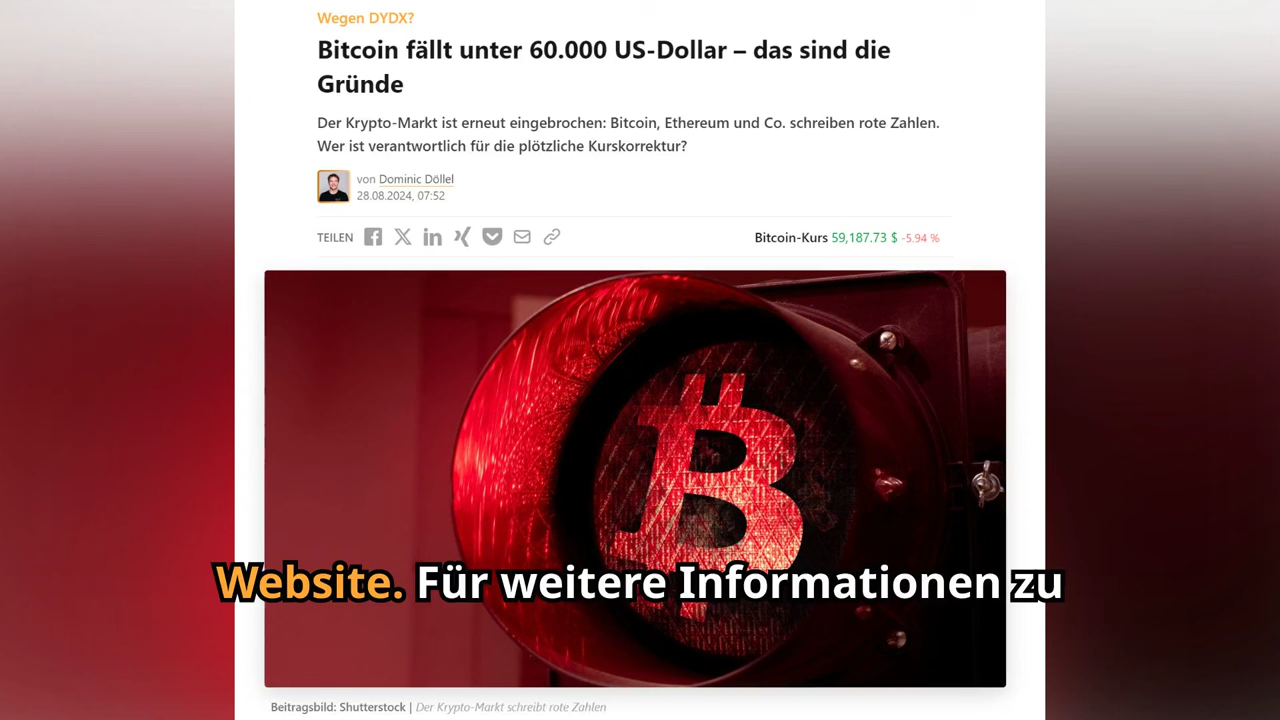 Wegen DYDX?
Bitcoin fällt unter 60.000 US-Dollar – das sind die
Gründe
Der Krypto-Markt ist erneut eingebrochen: Bitcoin, Ethereum und Co. schreiben rote Zahlen.
Wer ist verantwortlich für die plötzliche Kurskorrektur?
von Dominic Döllel
28.08.2024, 07:52
TEILEN
Bitcoin-Kurs 59,187.73 $ -5.94 %
Website. Für weitere Informationen zu
Beitragsbild: Shutterstock | Der Krypto-Markt schreibt rote Zahlen